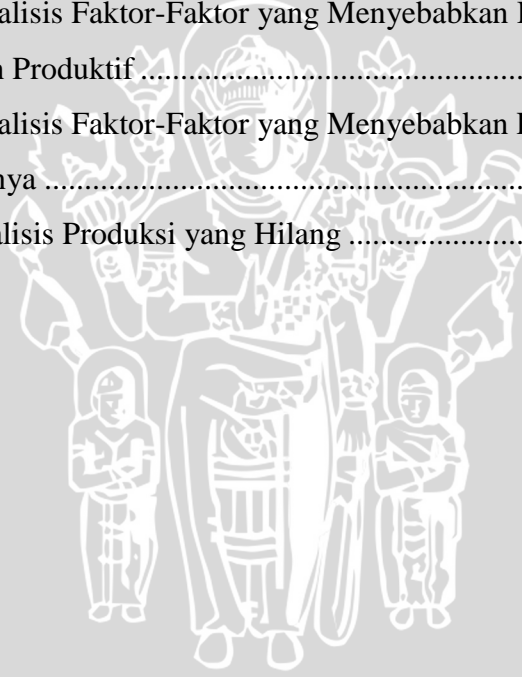 alisis Faktor-Faktor yang Menyebabkan
n Produktif ........................................
alisis Faktor-Faktor yang Menyebabkan
nya ....................................................
alisis Produksi yang Hilang ......................